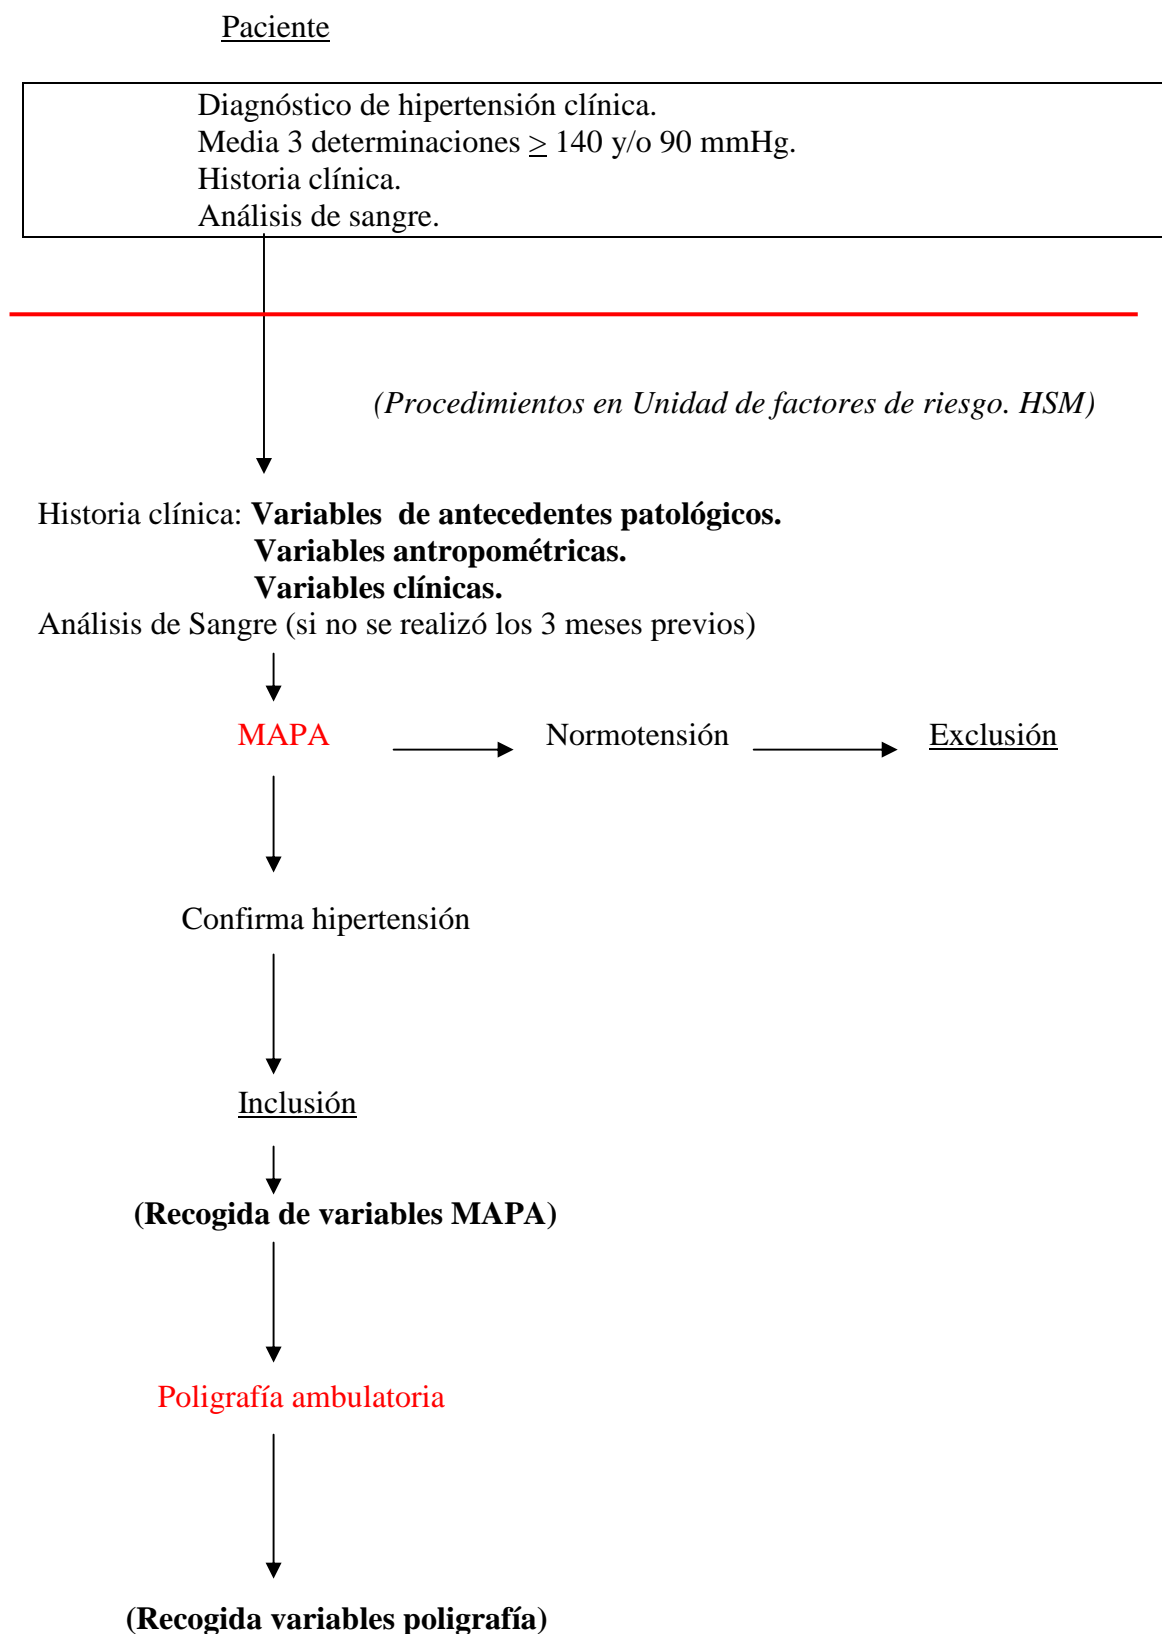 Paciente
Diagnóstico de hipertensión clínica.
Media 3 determinaciones ≥ 140 y/o 90 mmHg.
Historia clínica.
Análisis de sangre.
(Procedimientos en Unidad de factores de riesgo. HSM)
Historia clínica: Variables de antecedentes patológicos.
Variables antropométricas.
Variables clínicas.
Análisis de Sangre (si no se realizó los 3 meses previos)
MAPA Normotensión Exclusión
Confirma hipertensión
Inclusión
(Recogida de variables MAPA)
Poligrafía ambulatoria
(Recogida variables poligrafía)